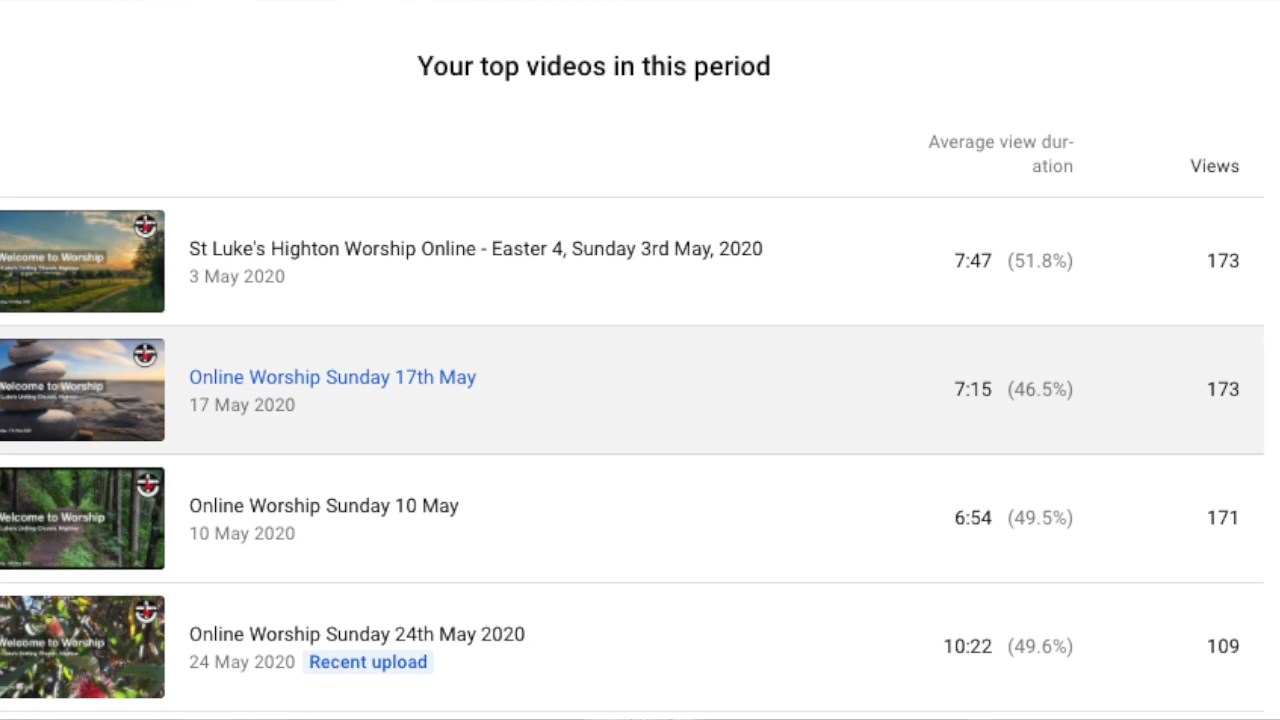 Your top videos in this period
Average view dur-
ation
Views
Welcome to Worship
St Luke's Highton Worship Online - Easter 4, Sunday 3rd May, 2020
3 May 2020
7:47 (51.8%)
173
Welcome to Worship
Online Worship Sunday 17th May
17 May 2020
7:15 (46.5%)
173
Welcome to Worship
Online Worship Sunday 10 May
10 May 2020
6:54 (49.5%)
171
Welcome to Worship
Online Worship Sunday 24th May 2020
24 May 2020 Recent upload
10:22 (49.6%)
109